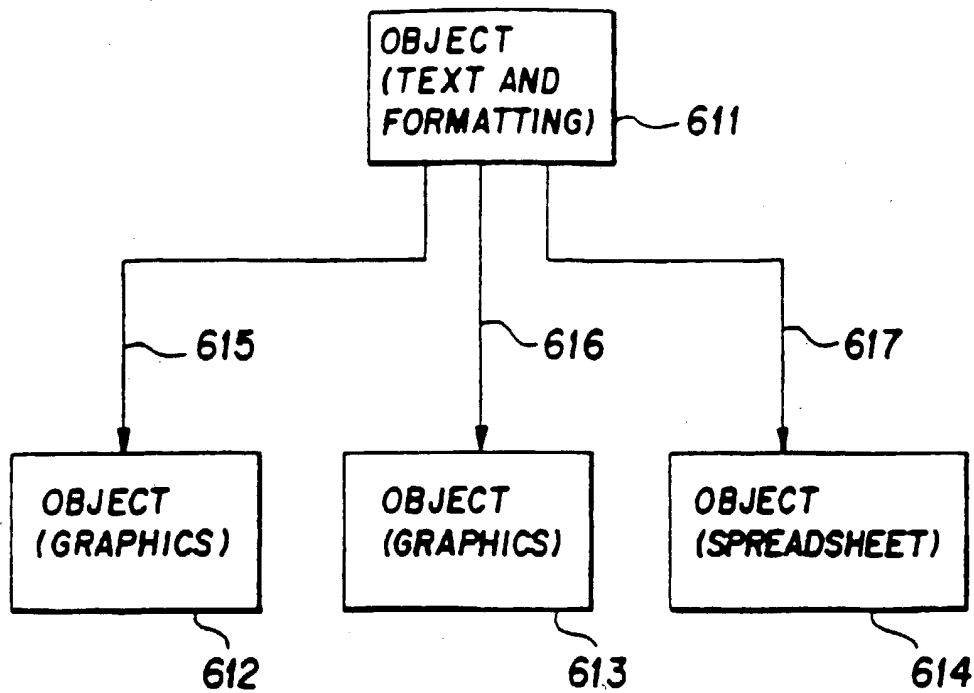 OBJECT
(TEXT AND
FORMATTING)
611
615
616
617
OBJECT
(GRAPHICS)
OBJECT
(GRAPHICS)
OBJECT
(SPREADSHEET)
612
613
614